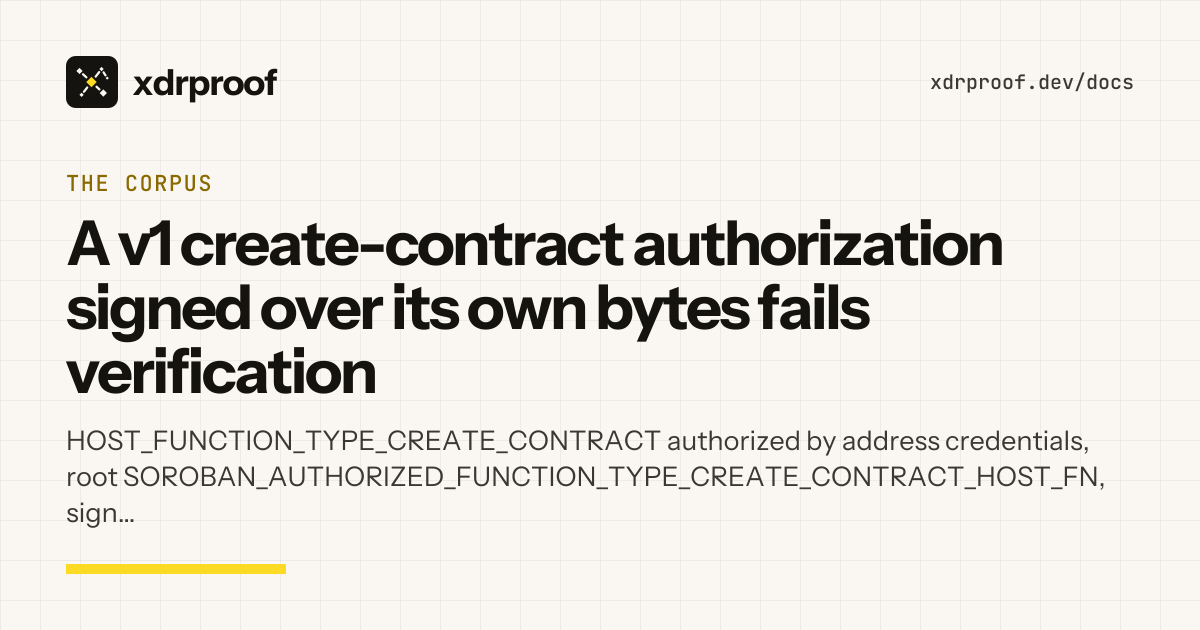 xdrproof
xdrproof.dev/docs
THE CORPUS
A v1 create-contract authorization
signed over its own bytes fails
verification
HOST_FUNCTION_TYPE_CREATE_CONTRACT authorized by address credentials,
root SOROBAN_AUTHORIZED_FUNCTION_TYPE_CREATE_CONTRACT_HOST_FN,
sign...